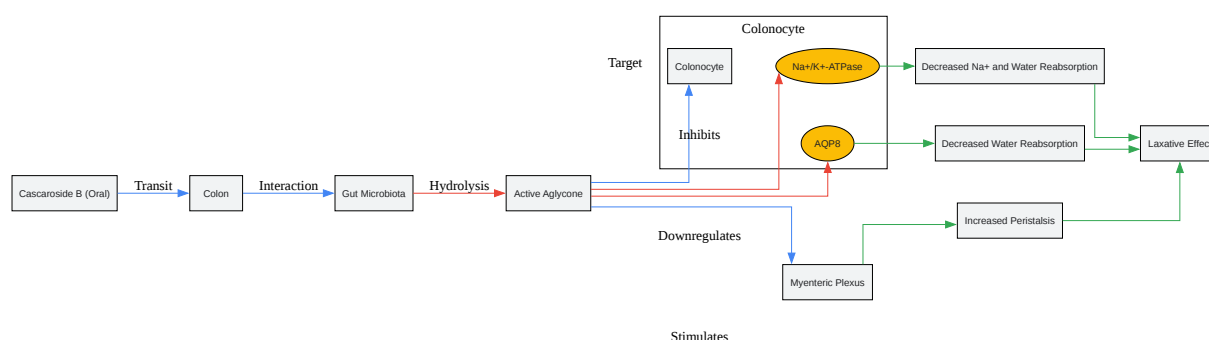 Colonocyte
Target
Colonocyte
Na+/K+-ATPase
Decreased Na+ and Water Reabsorption
Inhibits
AQP8
Decreased Water Reabsorption
Laxative Effec
Cascaroside B (Oral)
Transit
Colon
Interaction
Gut Microbiota
Hydrolysis
Active Aglycone
Increased Peristalsis
Downregulates
Myenteric Plexus
Stimulates